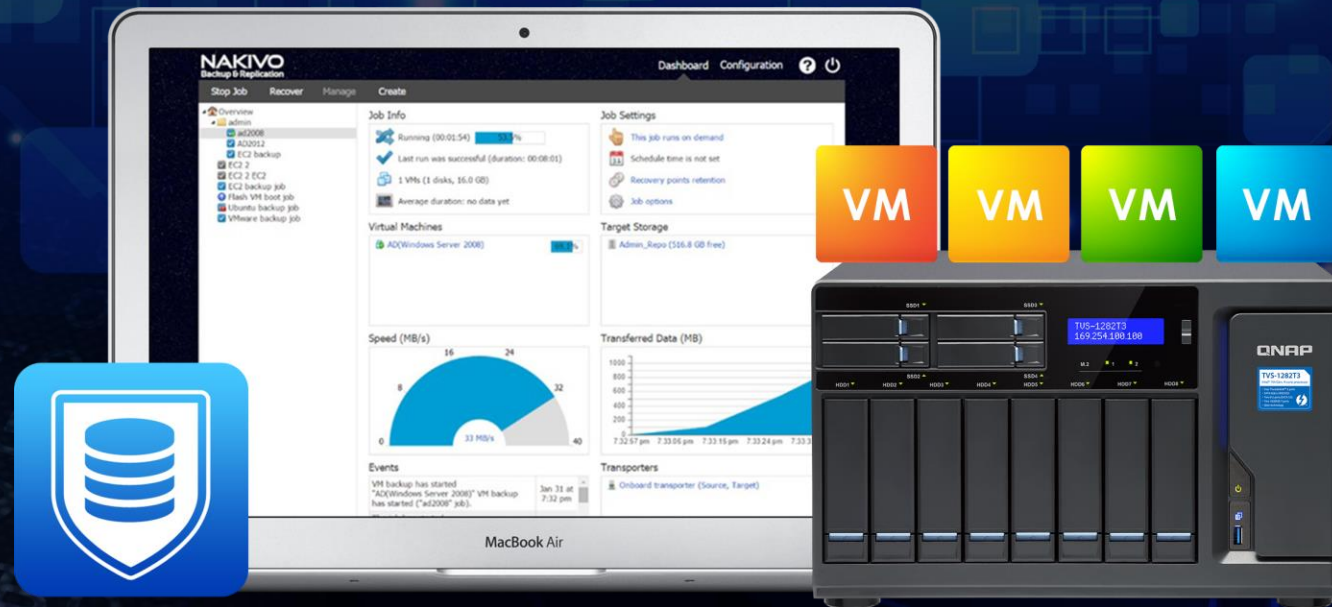 NAKIVO
Backup & Replication
Dashboard Configuration ?
Stop Job Recover Manage Create
Overview
admin
ad2008
AD2012
EC2 backup
EC2 2
EC2 2 EC2
EC2 backup job
Flash VM boot job
Ubuntu backup job
VMware backup job
Job Info
Running (00:01:54)
Last run was successful (duration: 00:08:01)
1 VMs (1 disks, 16.0 GB)
Average duration: no data yet
Job Settings
This job runs on demand
Schedule time is not set
Recovery points retention
Job options
Virtual Machines
AD(Windows Server 2008)
Target Storage
Admin_Repo (516.8 GB free)
Speed (MB/s)
0 8 16 24 32 40
33 MB/s
Transferred Data (MB)
1000
800
600
400
200
0
7:32:57 pm 7:33:06 pm 7:33:15 pm 7:33:24 pm 7:33:3
Events
VM backup has started
"AD(Windows Server 2008)" VM backup
has started ("ad2008" job).
Jan 31 at
7:32 pm
Transporters
Onboard transporter (Source, Target)
MacBook Air
VM VM VM VM
SSD1 SSD3
TVS-1282T3
169.254.100.100
M.2 1 2
SSD2 SSD4
HDD1 HDD2 HDD3 HDD4 HDD5 HDD6 HDD7 HDD8
QNAP
TVS-1282T3